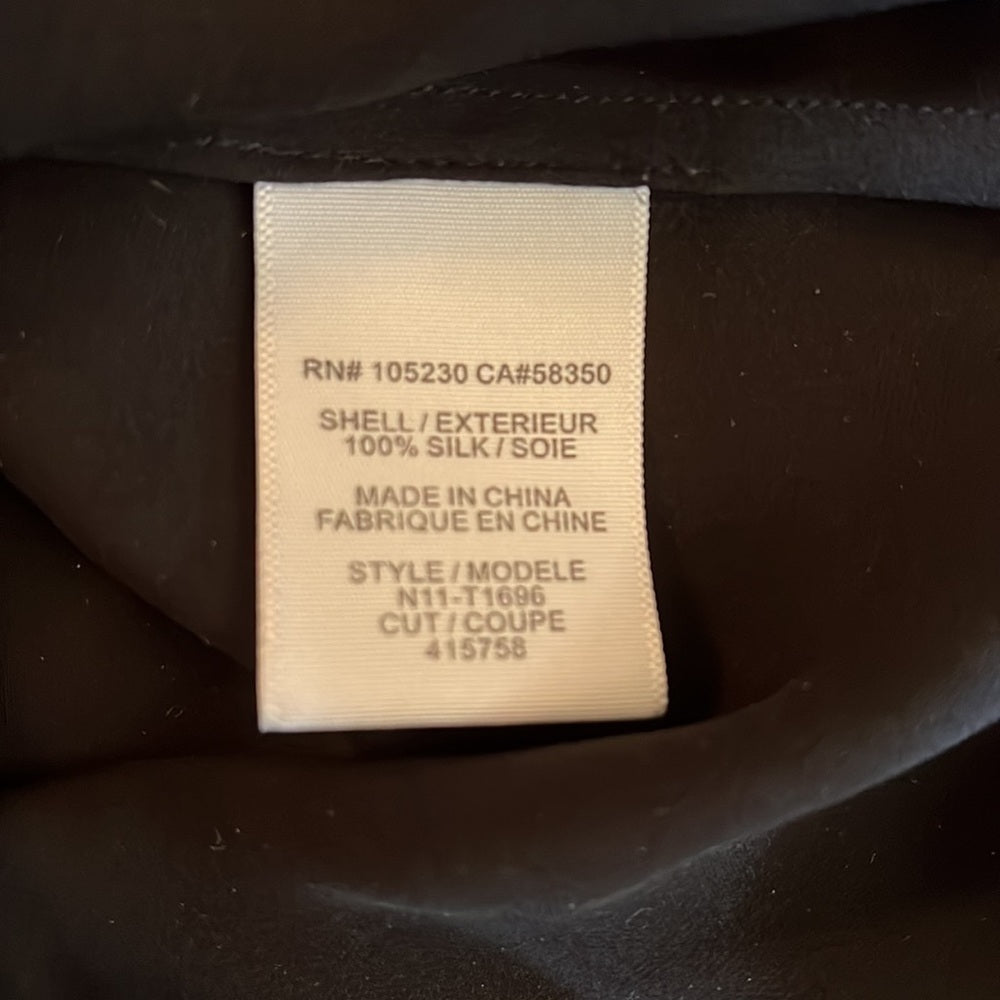 RN# 105230 CA#58350
SHELL / EXTERIEUR
100% SILK / SOIE
MADE IN CHINA
FABRIQUE EN CHINE
STYLE / MODELE
N11-T1696
CUT / COUPE
415758